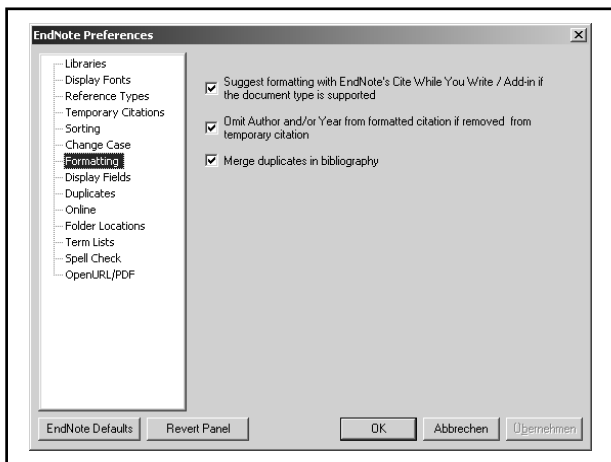 EndNote Preferences
Libraries
Display Fonts
Reference Types
Temporary Citations
Sorting
Change Case
Formatting
Display Fields
Duplicates
Online
Folder Locations
Term Lists
Spell Check
OpenURL/PDF
Suggest formatting with EndNote's Cite While You Write / Add-in if
the document type is supported
Omit Author and/or Year from formatted citation if removed from
temporary citation
Merge duplicates in bibliography
EndNote Defaults
Revert Panel
OK
Abbrechen
Übernehmen